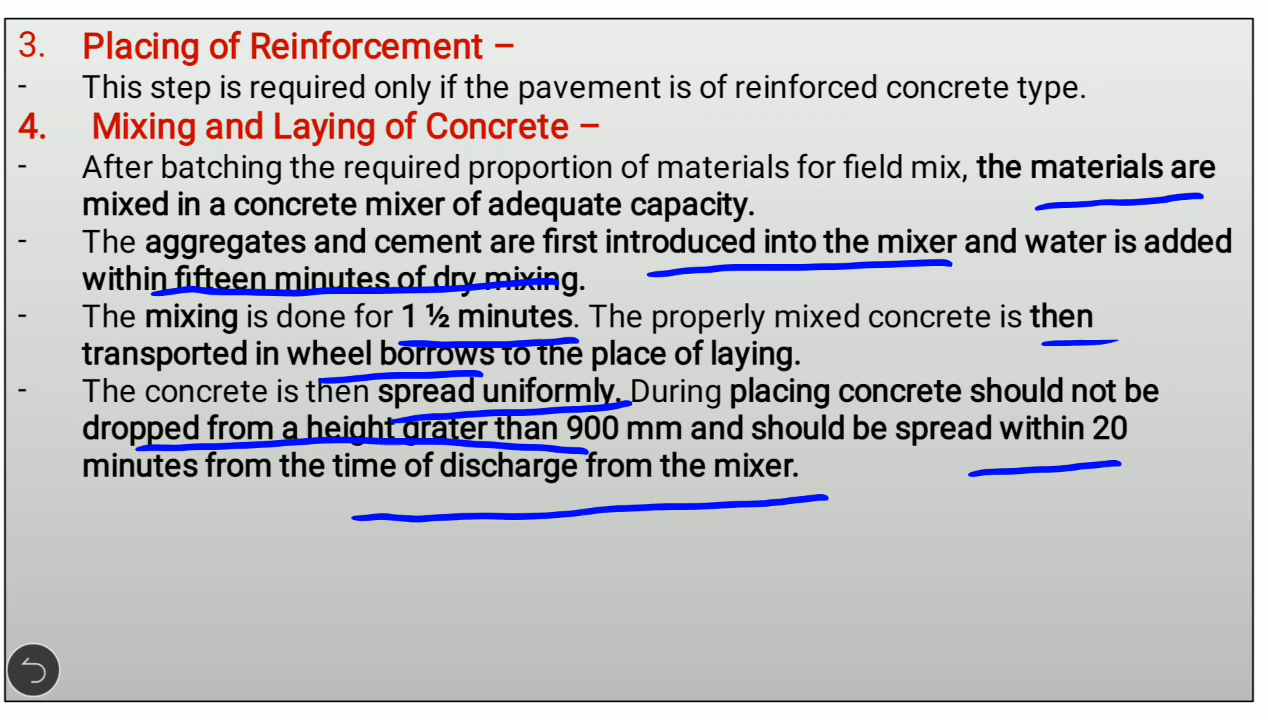 3. Placing of Reinforcement –
- This step is required only if the pavement is of reinforced concrete type.
4. Mixing and Laying of Concrete –
- After batching the required proportion of materials for field mix, the materials are
mixed in a concrete mixer of adequate capacity.
- The aggregates and cement are first introduced into the mixer and water is added
within fifteen minutes of dry mixing.
- The mixing is done for 1 ½ minutes. The properly mixed concrete is then
transported in wheel borrows to the place of laying.
- The concrete is then spread uniformly. During placing concrete should not be
dropped from a height grater than 900 mm and should be spread within 20
minutes from the time of discharge from the mixer.